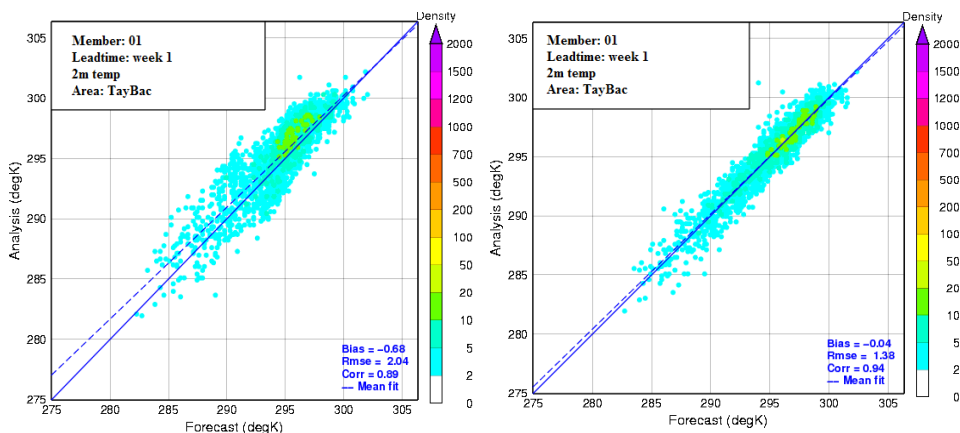 Density
Member: 01
Leadtime: week 1
2m temp
Area: TayBac
305
300
295
290
285
280
275
Analysis (degK)
275 280 285 290 295 300 305
Forecast (degK)
Bias = -0.68
Rmse = 2.04
Corr = 0.89
Mean fit
2000
1500
1200
1000
700
500
200
100
50
20
10
5
2
0
Density
Member: 01
Leadtime: week 1
2m temp
Area: TayBac
305
300
295
290
285
280
275
Analysis (degK)
275 280 285 290 295 300 305
Forecast (degK)
Bias = -0.04
Rmse = 1.38
Corr = 0.94
Mean fit
200
150
120
100
700
500
200
100
50
20
10
5
2
0